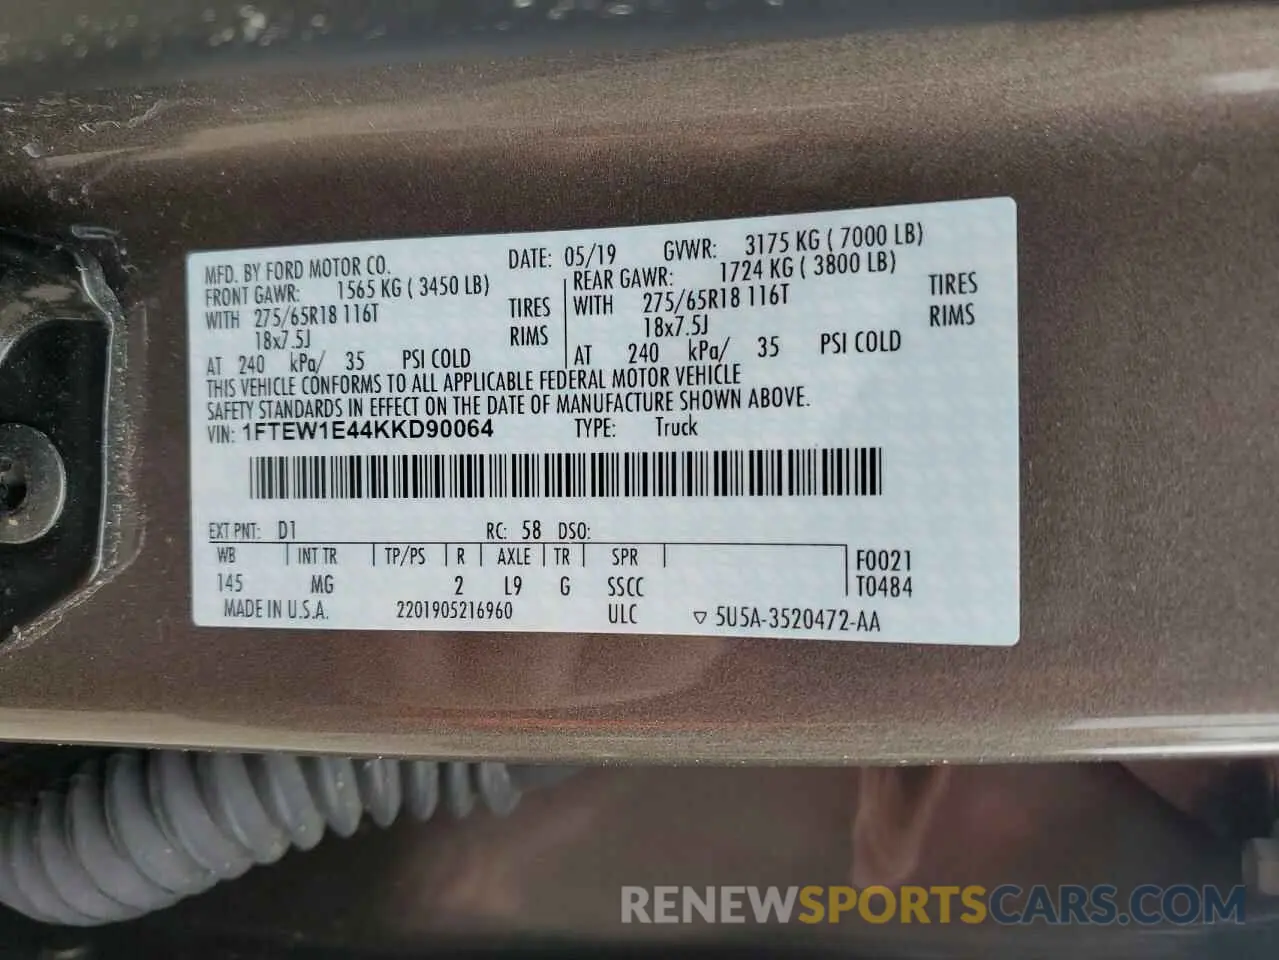 MFD. BY FORD MOTOR CO. DATE: 05/19 GVWR: 3175 KG ( 7000 LB)
FRONT GAWR: 1565 KG ( 3450 LB) REAR GAWR: 1724 KG ( 3800 LB)
WITH 275/65R18 116T TIRES WITH 275/65R18 116T TIRES
18x7.5J RIMS 18x7.5J RIMS
AT 240 kPa/ 35 PSI COLD AT 240 kPa/ 35 PSI COLD
THIS VEHICLE CONFORMS TO ALL APPLICABLE FEDERAL MOTOR VEHICLE
SAFETY STANDARDS IN EFFECT ON THE DATE OF MANUFACTURE SHOWN ABOVE.
VIN: 1FTEW1E44KKD90064 TYPE: Truck
EXT PNT: D1 RC: 58 DSO:
WB INT TR TP/PS R AXLE TR SPR F0021
145 MG 2 L9 G SSCC T0484
MADE IN U.S.A. 2201905216960 ULC ▽ 5U5A-3520472-AA
RENEWSPORTSCARS.COM